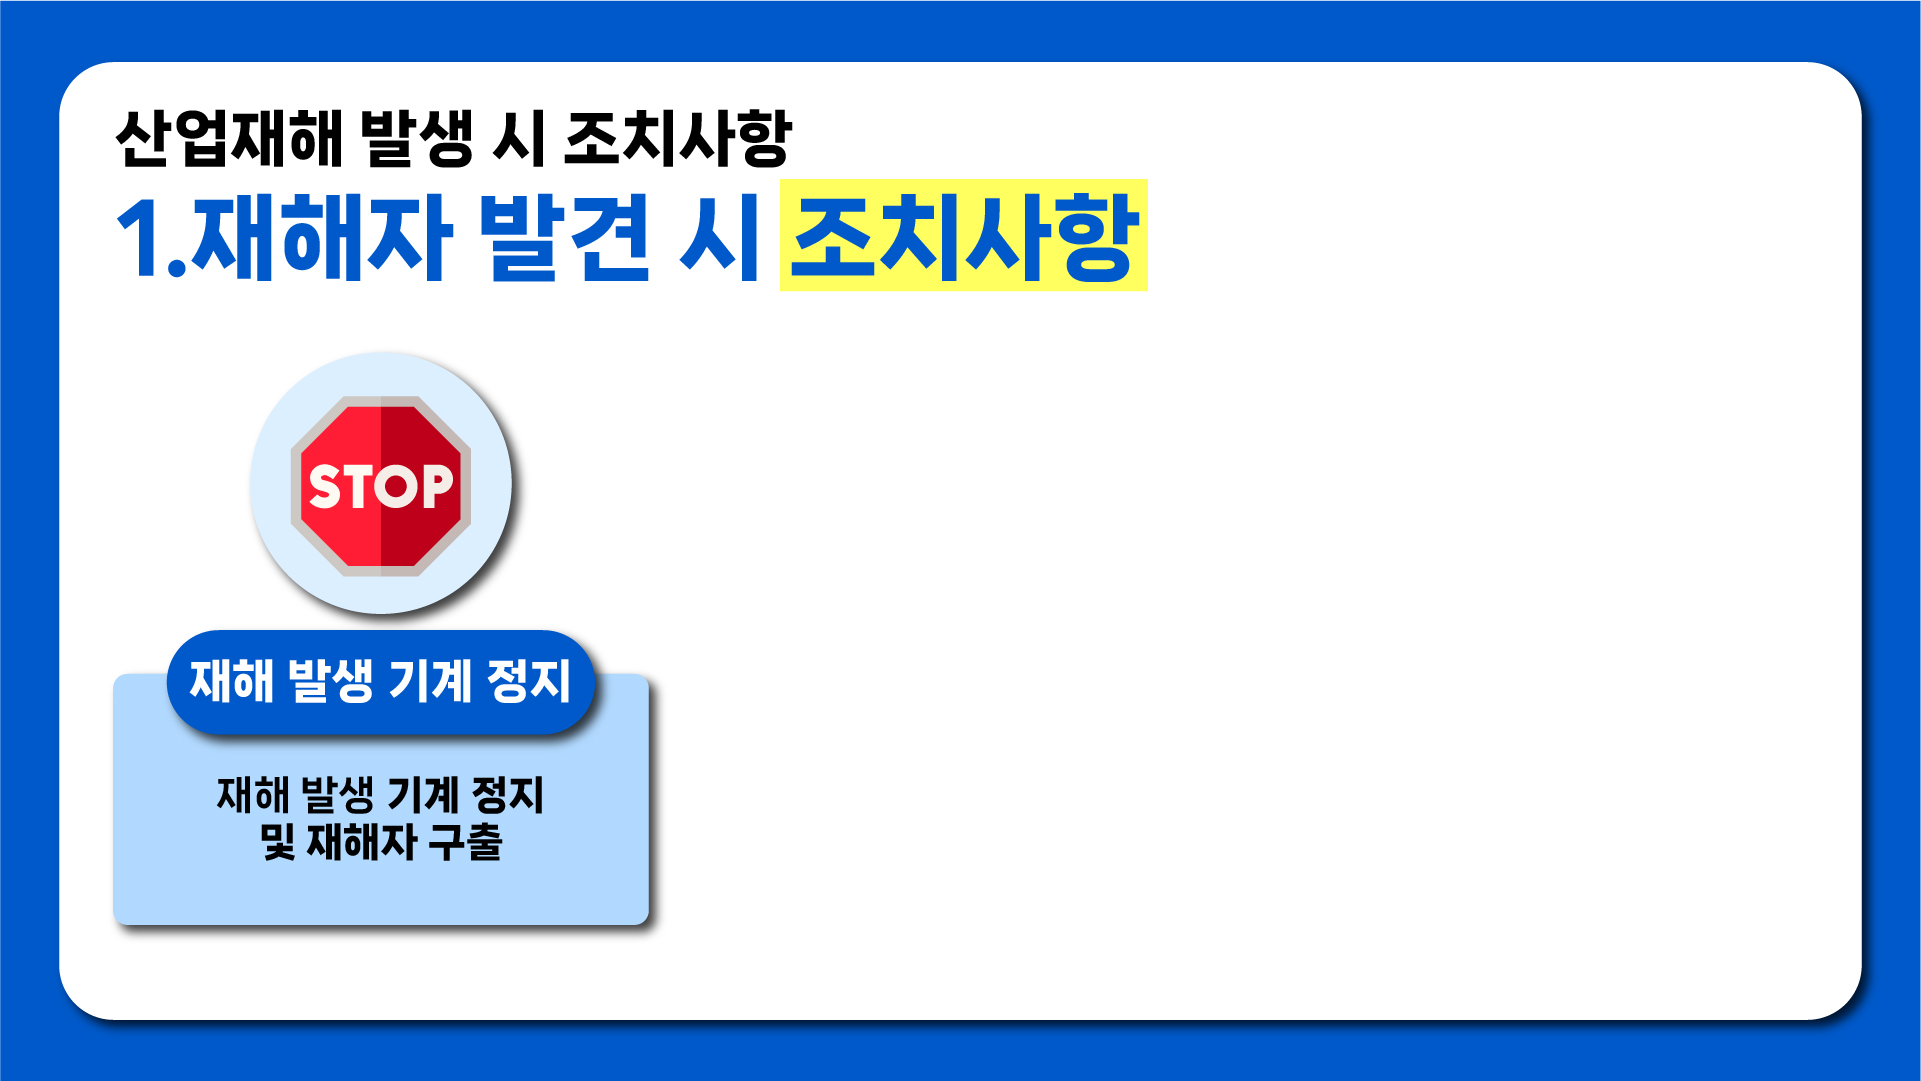 산업재해 발생 시 조치사항
1.재해자 발견 시 조치사항
STOP
재해 발생 기계 정지
재해 발생 기계 정지
및 재해자 구출